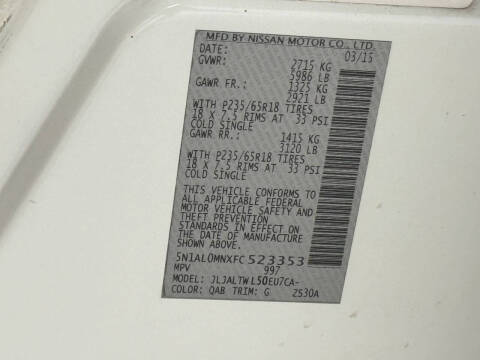 MFD BY NISSAN MOTOR CO., LTD.
DATE: 03/15
GVWR: 2715 KG
5986 LB
GAWR FR.: 1325 KG
2921 LB
WITH P235/65R18 TIRES
18 X 7.5 RIMS AT 33 PSI
COLD SINGLE
GAWR RR.: 1415 KG
3120 LB
WITH P235/65R18 TIRES
18 X 7.5 RIMS AT 33 PSI
COLD SINGLE
THIS VEHICLE CONFORMS TO
ALL APPLICABLE FEDERAL
MOTOR VEHICLE SAFETY AND
THEFT PREVENTION
STANDARDS IN EFFECT ON
THE DATE OF MANUFACTURE
SHOWN ABOVE.
5N1AL0MNXFC523353
MPV 997
MODEL: JLJALTWL50EU7CA-
COLOR: QAB TRIM: G ZS30A